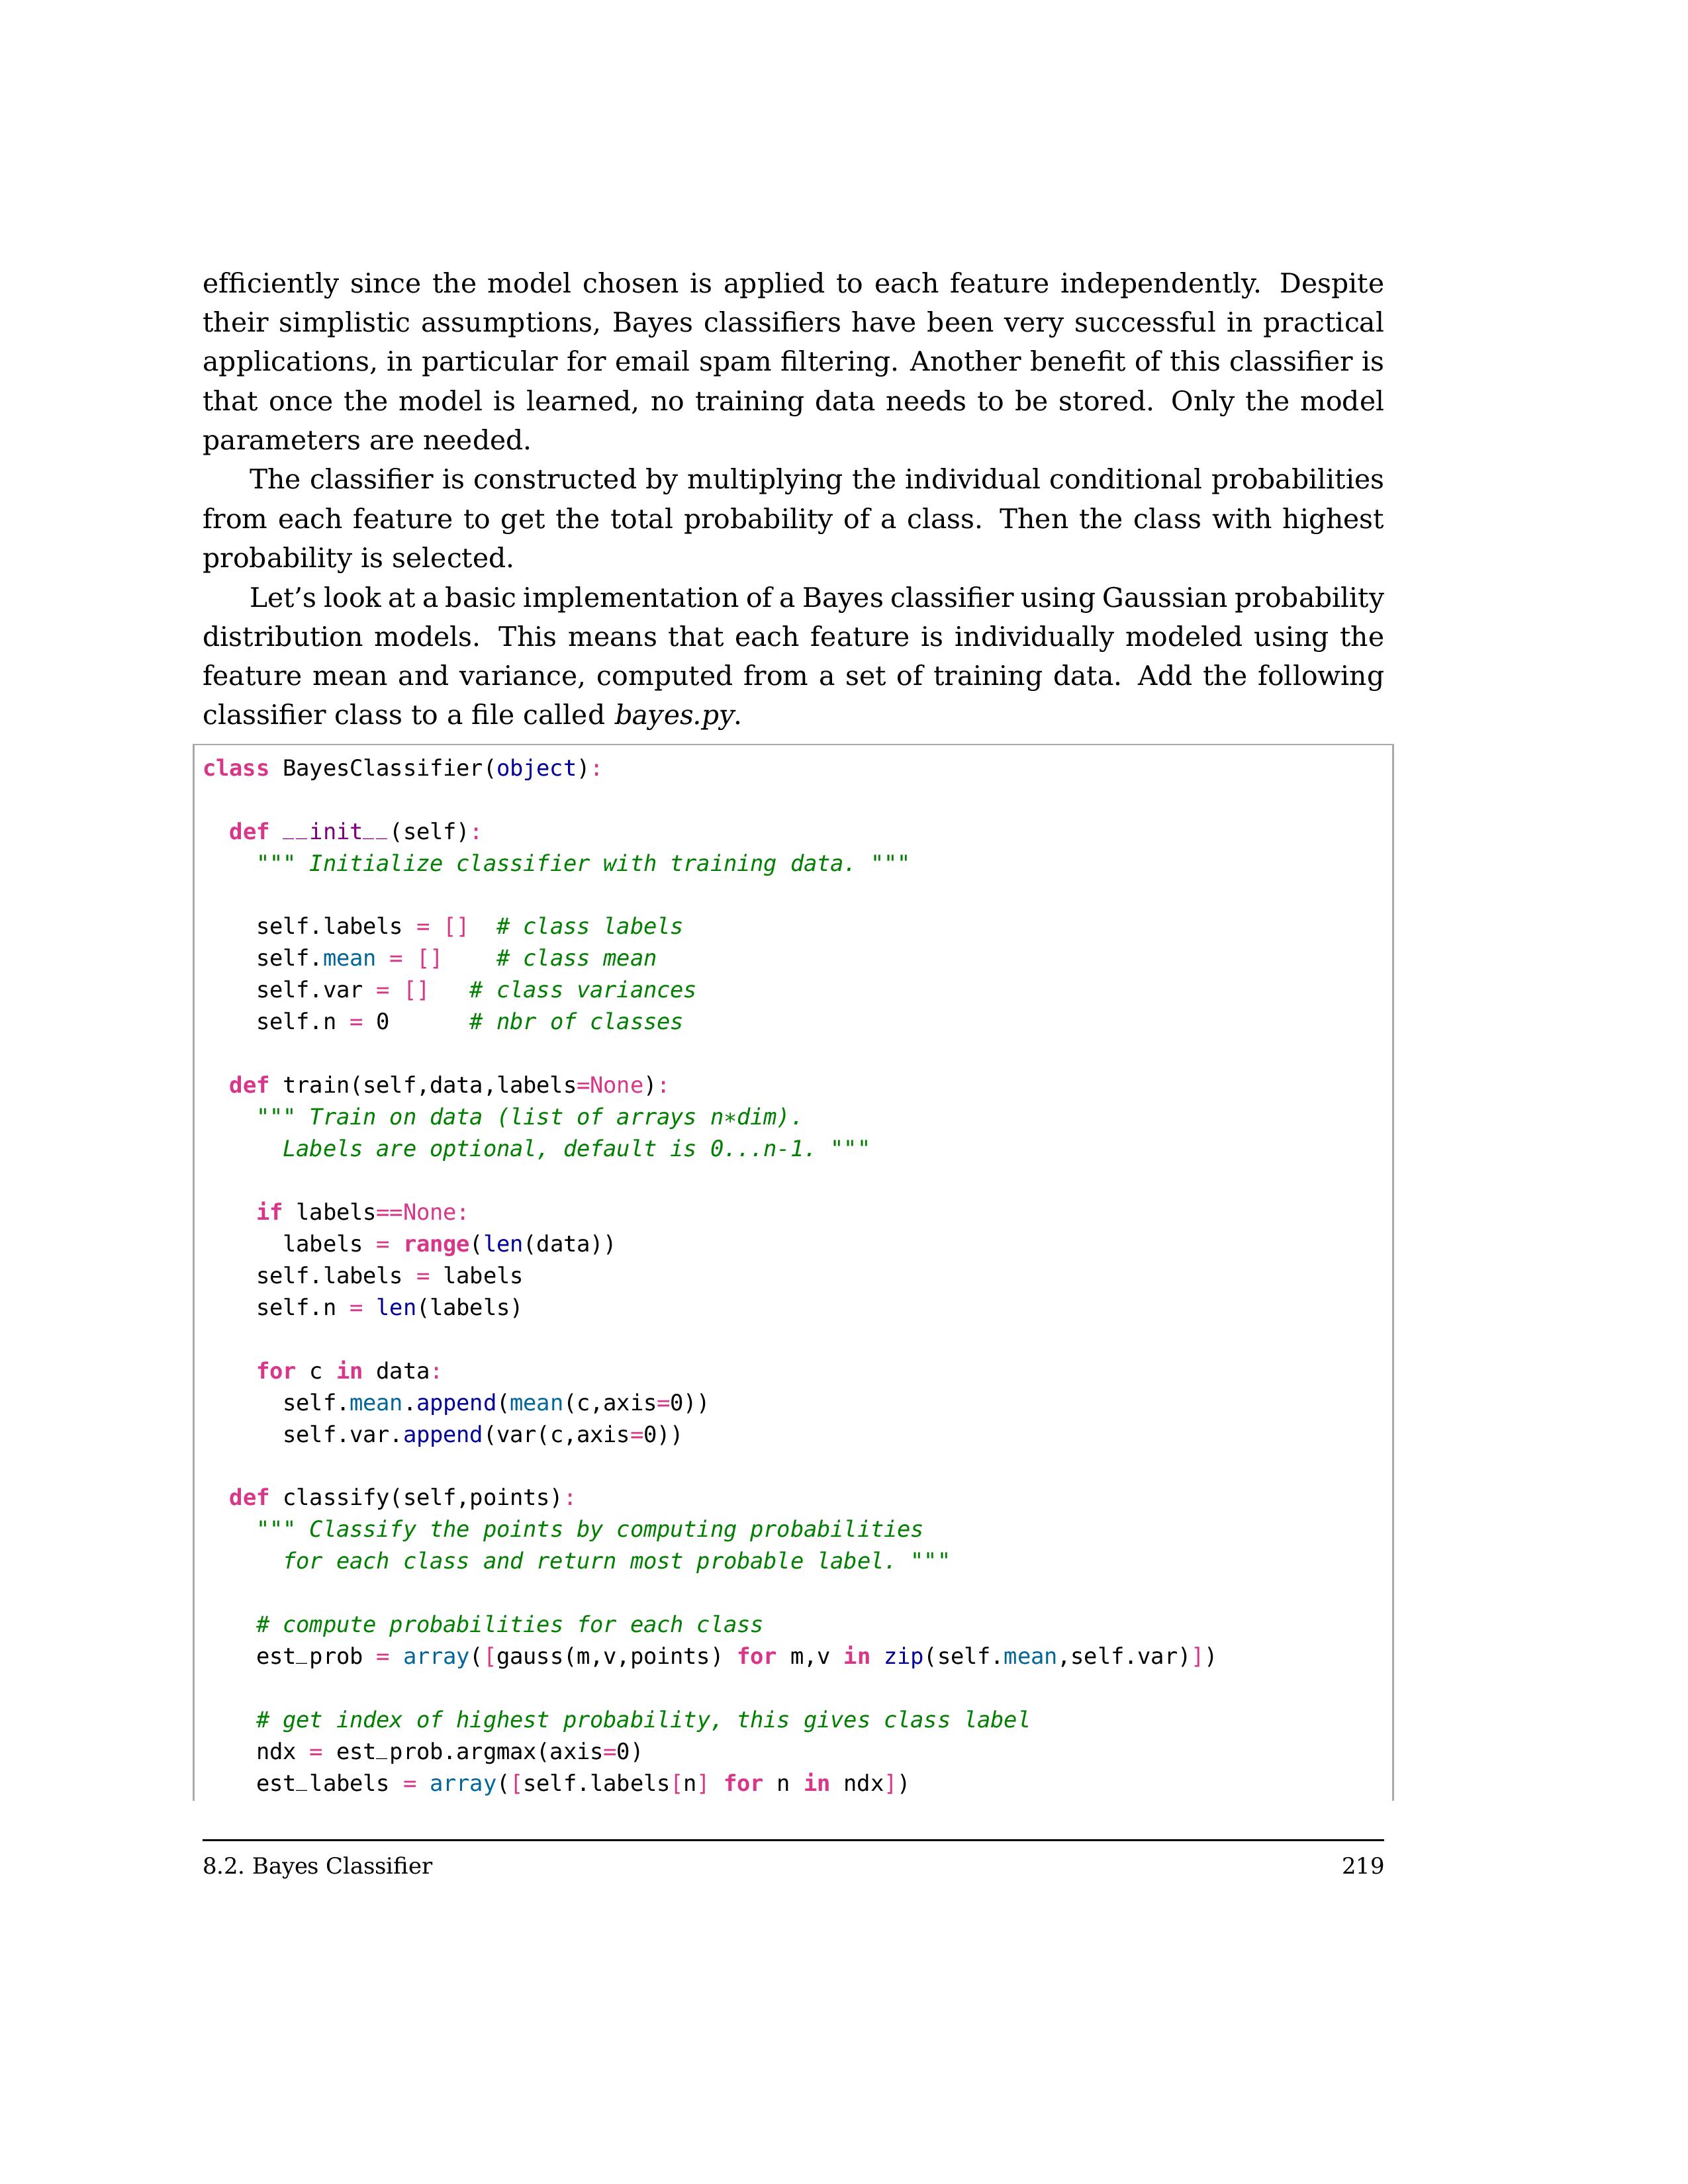 efficiently since the model chosen is applied to each feature independently. Despite
their simplistic assumptions, Bayes classifiers have been very successful in practical
applications, in particular for email spam filtering. Another benefit of this classifier is
that once the model is learned, no training data needs to be stored. Only the model
parameters are needed.
The classifier is constructed by multiplying the individual conditional probabilities
from each feature to get the total probability of a class. Then the class with highest
probability is selected.
Let’s look at a basic implementation of a Bayes classifier using Gaussian probability
distribution models. This means that each feature is individually modeled using the
feature mean and variance, computed from a set of training data. Add the following
classifier class to a file called bayes.py.
class BayesClassifier(object):
  def __init__(self):
    """ Initialize classifier with training data. """
    self.labels = []  # class labels
    self.mean = []    # class mean
    self.var = []   # class variances
    self.n = 0      # nbr of classes
  def train(self,data,labels=None):
    """ Train on data (list of arrays n*dim).
      Labels are optional, default is 0...n-1. """
    if labels==None:
      labels = range(len(data))
    self.labels = labels
    self.n = len(labels)
    for c in data:
      self.mean.append(mean(c,axis=0))
      self.var.append(var(c,axis=0))
  def classify(self,points):
    """ Classify the points by computing probabilities
      for each class and return most probable label. """
    # compute probabilities for each class
    est_prob = array([gauss(m,v,points) for m,v in zip(self.mean,self.var)])
    # get index of highest probability, this gives class label
    ndx = est_prob.argmax(axis=0)
    est_labels = array([self.labels[n] for n in ndx])
8.2. Bayes Classifier 219